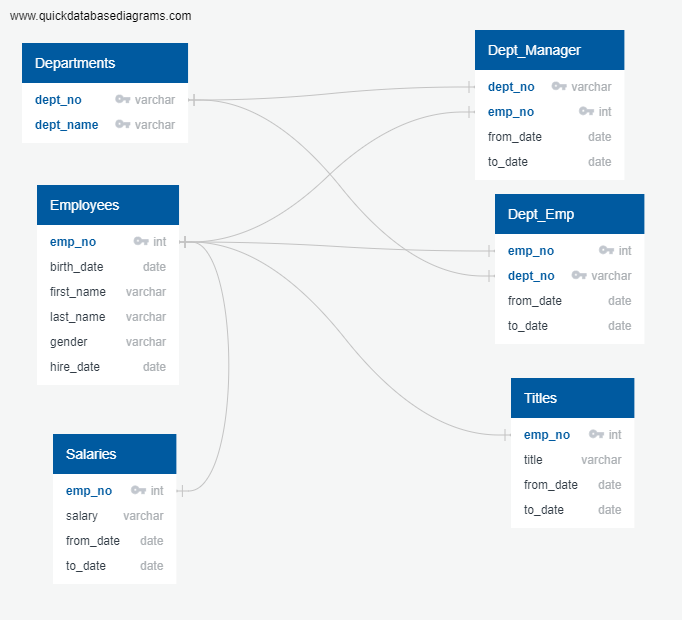 www.quickdatabasediagrams.com
Departments
dept_no varchar
dept_name varchar
Employees
emp_no int
birth_date date
first_name varchar
last_name varchar
gender varchar
hire_date date
Salaries
emp_no int
salary varchar
from_date date
to_date date
Dept_Manager
dept_no varchar
emp_no int
from_date date
to_date date
Dept_Emp
emp_no int
dept_no varchar
from_date date
to_date date
Titles
emp_no int
title varchar
from_date date
to_date date